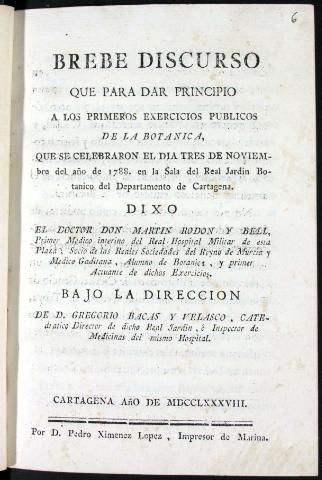 6
BREBE DISCURSO
QUE PARA DAR PRINCIPIO
A LOS PRIMEROS EXERCICIOS PUBLICOS
DE LA BOTANICA,
QUE SE CELEBRARON EL DIA TRES DE NOVIEM-
bre del año de 1788. en la Sala del Real Jardin Bo-
tanico del Departamento de Cartagena.
DIXO
EL DOCTOR DON MARTIN RODON Y BELL,
Primer Medico interino del Real Hospital Militar de esta
Plaza y Socio de las Reales Sociedades del Reyno de Murcia y
Medico Gaditana, Alumno de Botanica, y primer
Actuante de dichos Exercicios.
BAJO LA DIRECCION
DE D. GREGORIO BACAS Y VELASCO, CATE-
dratico Director de dicho Real Jardin, è Inspector de
Medicinas del mismo Hospital.
CARTAGENA AñO DE MDCCLXXXVIII.
Por D. Pedro Ximenez Lopez, Impresor de Marina.